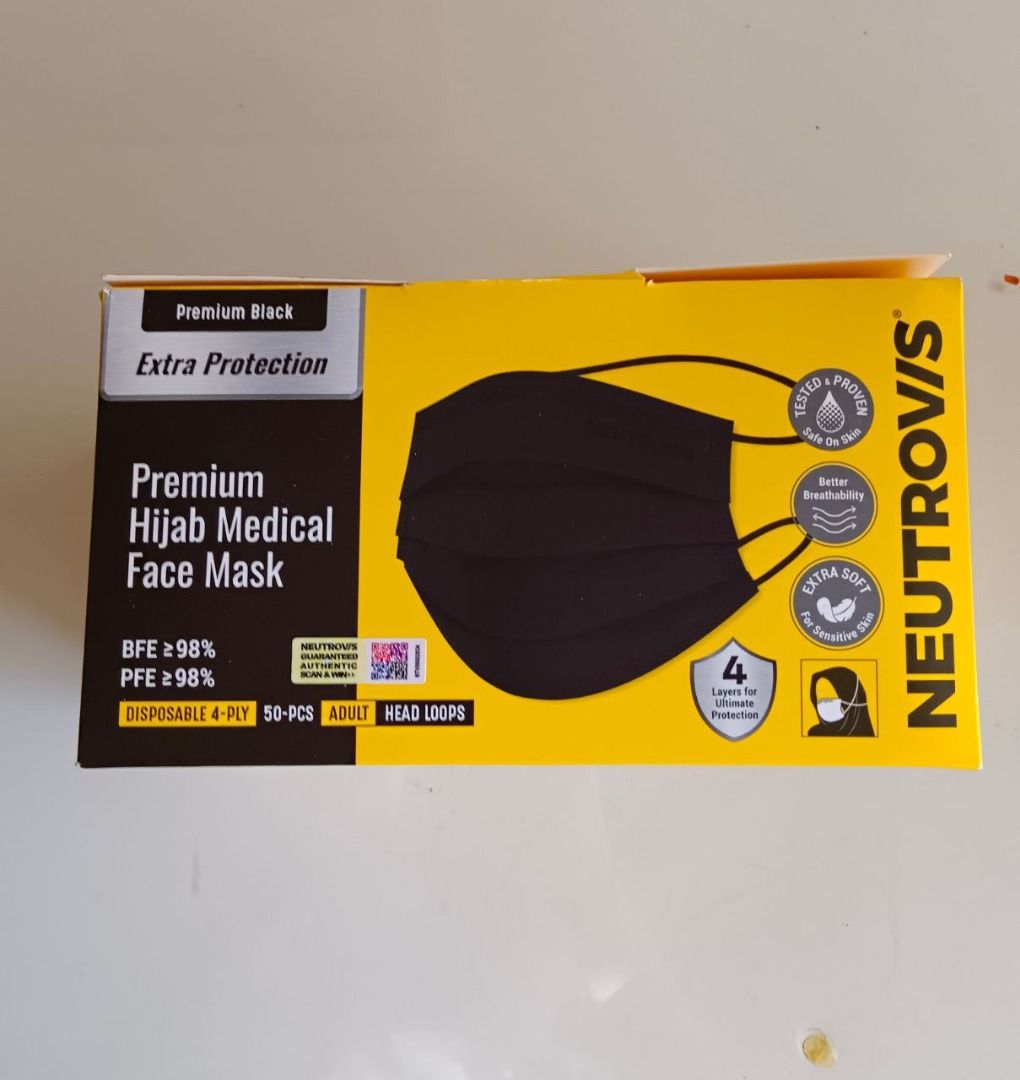 Premium Black
Extra Protection
Premium
Hijab Medical
Face Mask
BFE ≥98%
PFE ≥98%
DISPOSABLE 4-PLY 50-PCS ADULT HEAD LOOPS
NEUTROVIS
GUARANTEED
AUTHENTIC
SCAN & WIN>>
TESTED & PROVEN
Safe On Skin
Better
Breathability
EXTRA SOFT
For Sensitive Skin
4
Layers for
Ultimate
Protection
NEUTROVIS®